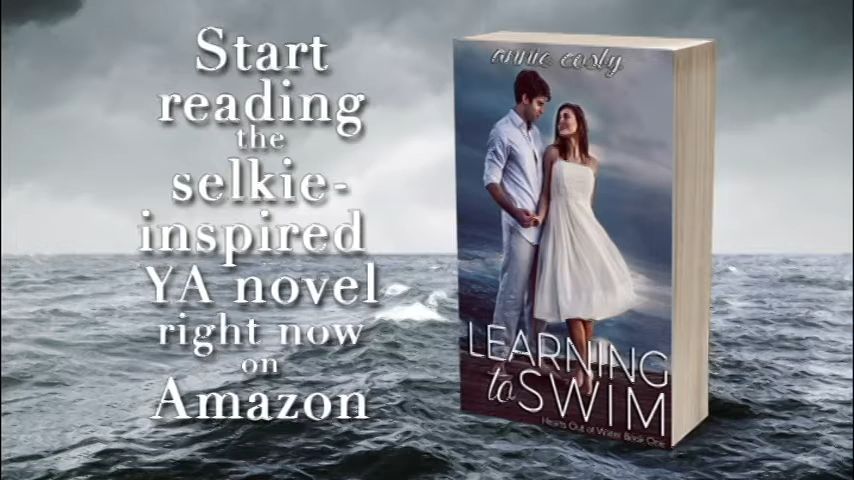 Start
reading
the
selkie-
inspired
YA novel
right now
on
Amazon
annie cosby
LEARNING
to SWIM
Hearts Out of Water Book One